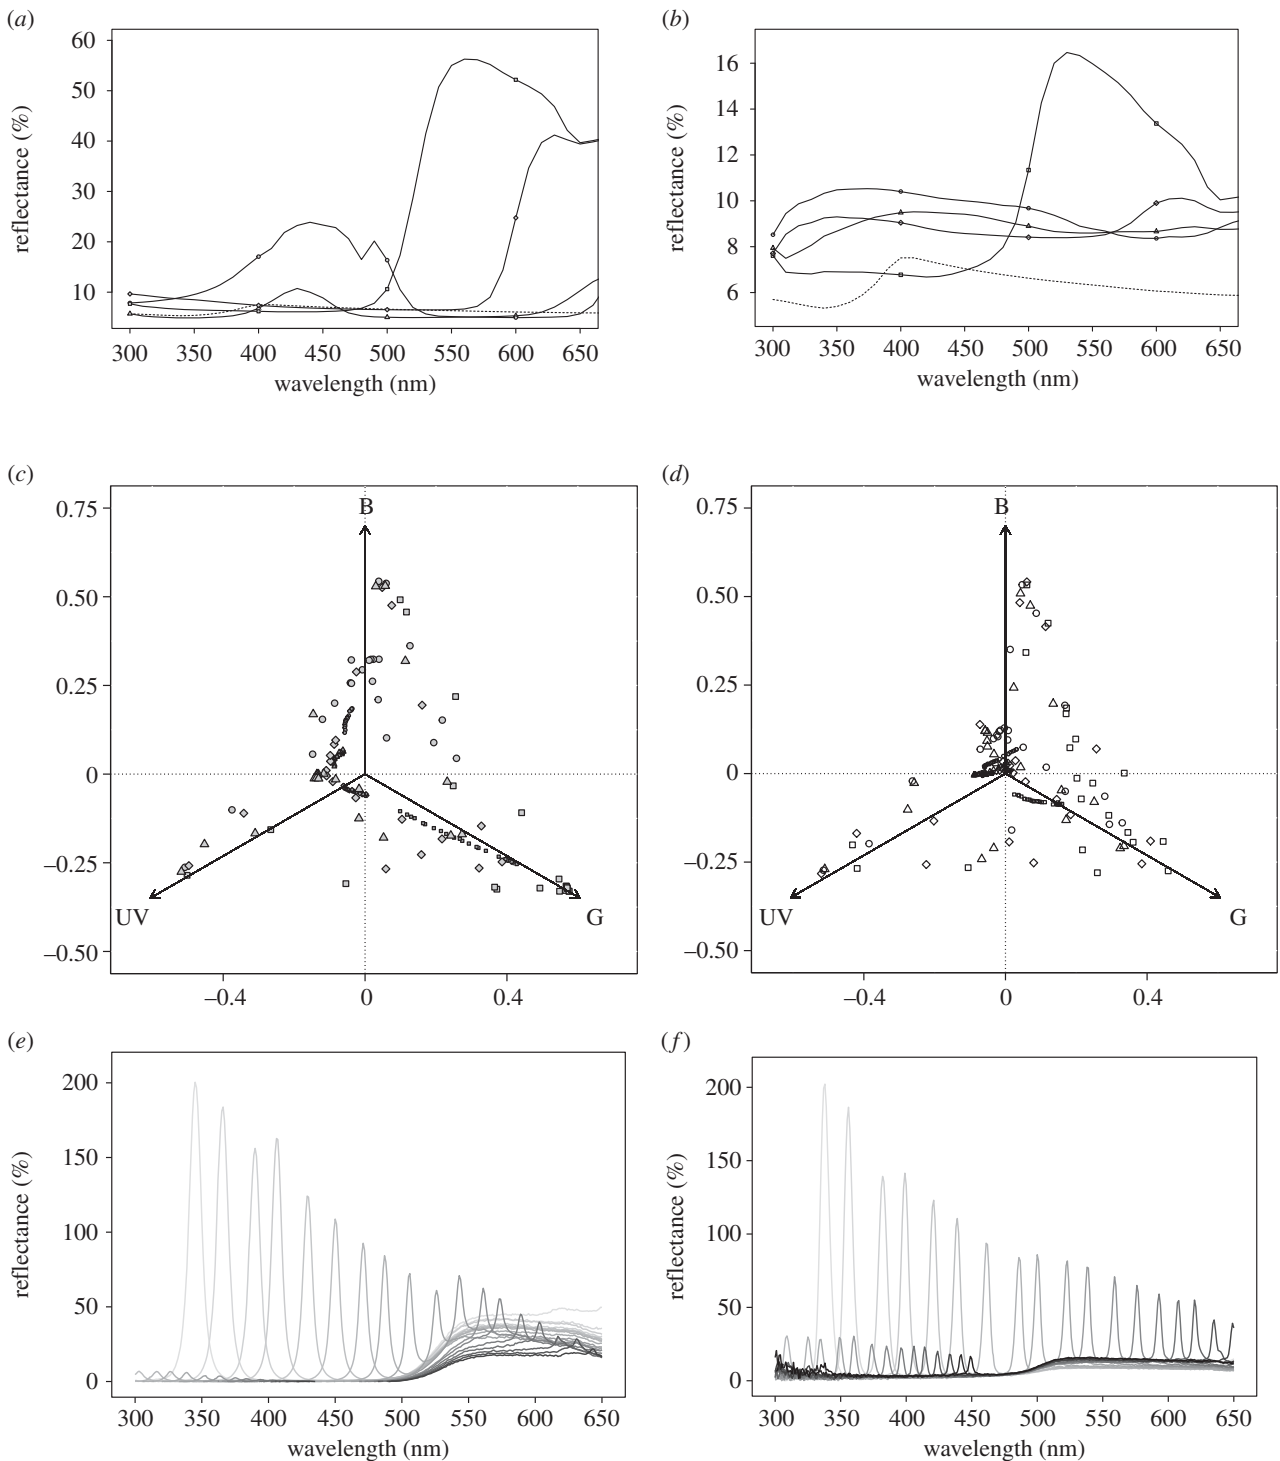 (a)
60
50
40
30
20
10
reflectance (%)
300 350 400 450 500 550 600 650
wavelength (nm)
(b)
16
14
12
10
8
6
reflectance (%)
300 350 400 450 500 550 600 650
wavelength (nm)
(c)
0.75
0.50
0.25
0
–0.25
–0.50
B
UV
G
–0.4 0 0.4
(d)
0.75
0.50
0.25
0
–0.25
–0.50
B
UV
G
–0.4 0 0.4
(e)
200
150
100
50
0
reflectance (%)
300 350 400 450 500 550 600 650
wavelength (nm)
(f)
200
150
100
50
0
reflectance (%)
300 350 400 450 500 550 600 650
wavelength (nm)